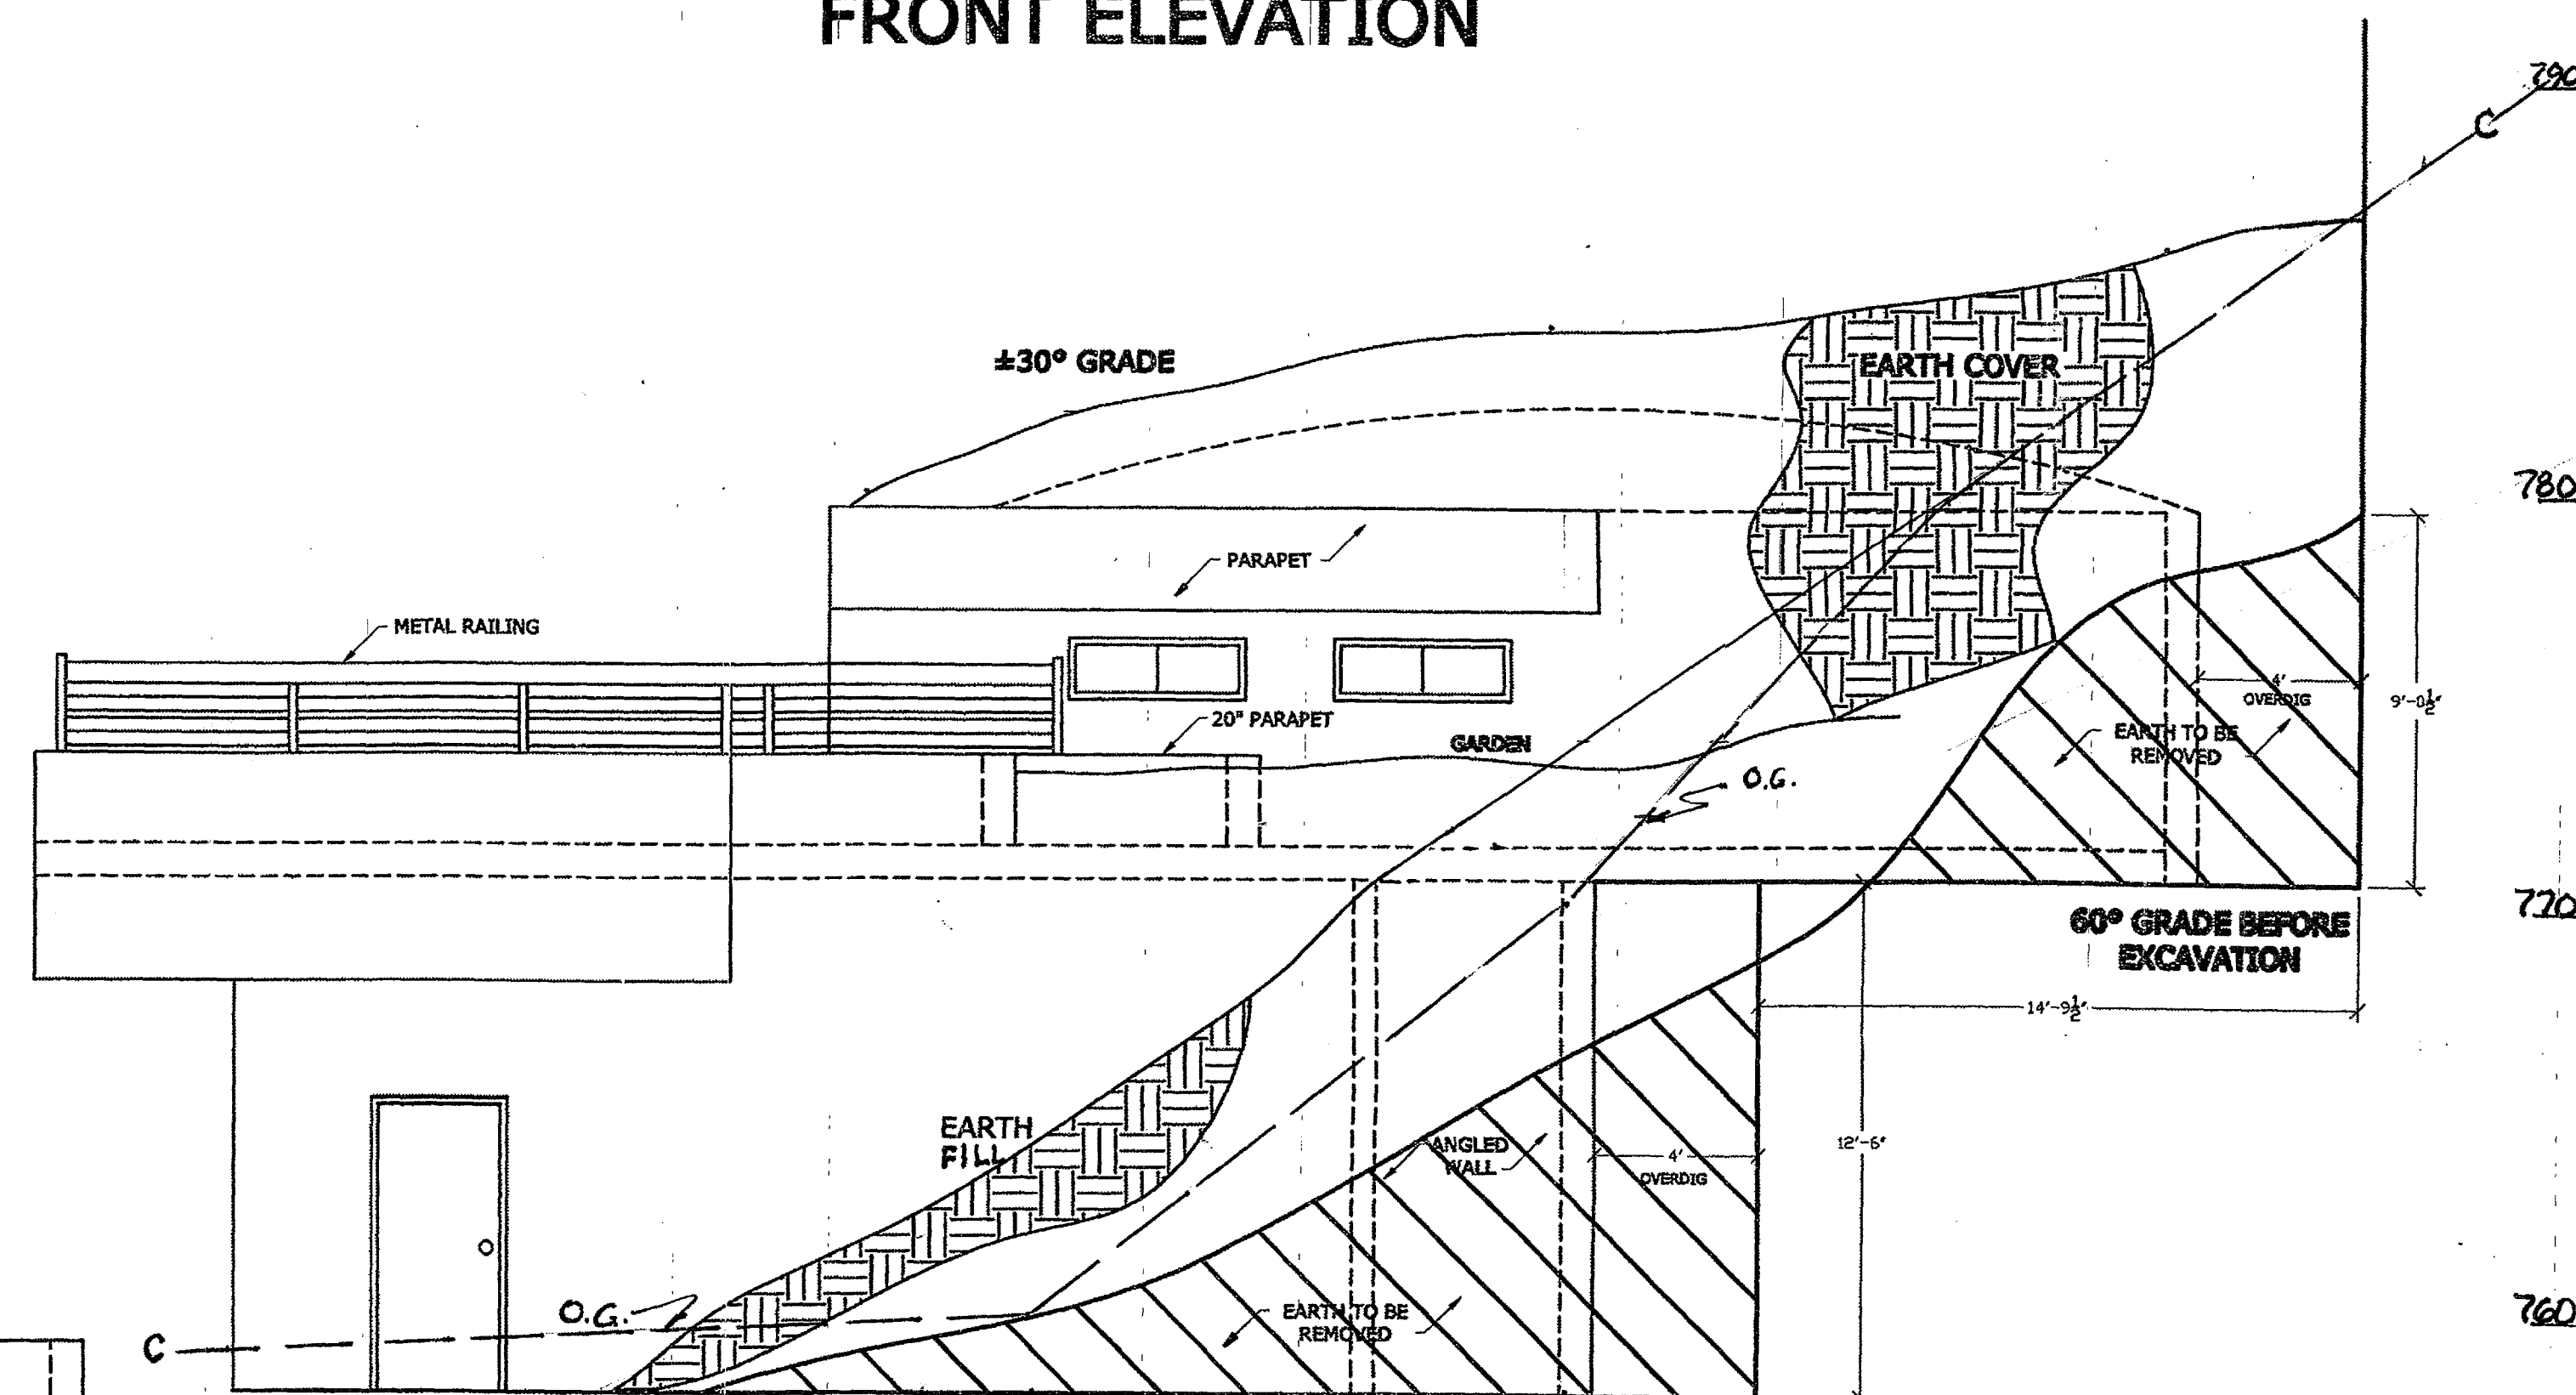 FRONT ELEVATION
790
C
±30° GRADE
EARTH COVER
780
PARAPET
METAL RAILING
4'
OVERDIG
9'-0½"
20" PARAPET
EARTH TO BE
REMOVED
GARDEN
O.G.
770
60° GRADE BEFORE
EXCAVATION
14'-9½"
EARTH
FILL
ANGLED
WALL
12'-6"
4'
OVERDIG
O.G.
EARTH TO BE
REMOVED
760
C